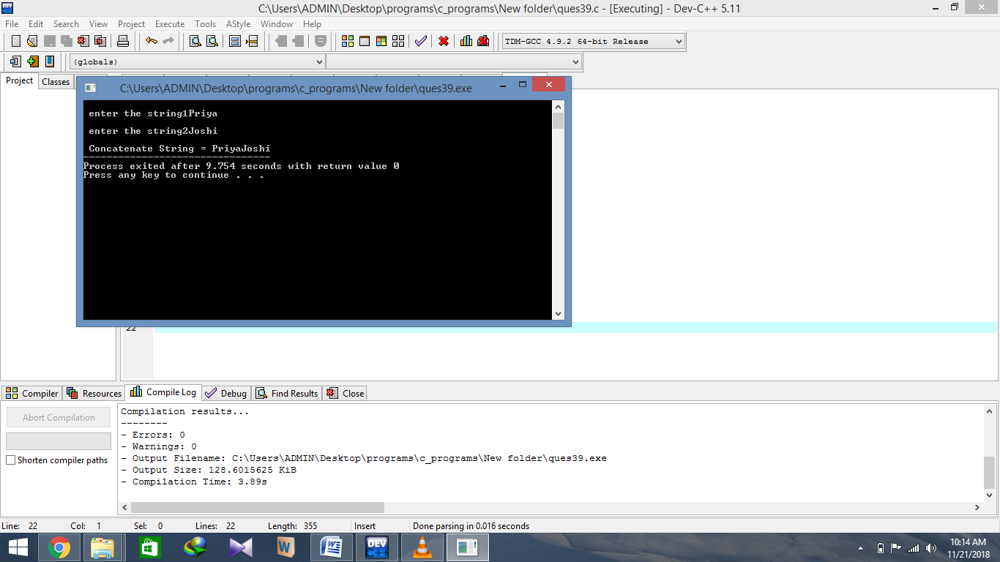 C:\Users\ADMIN\Desktop\programs\c_programs\New folder\ques39.c - [Executing] - Dev-C++ 5.11
File Edit Search View Project Execute Tools AStyle Window Help
TDM-GCC 4.9.2 64-bit Release
(globals)
Project Classes
C:\Users\ADMIN\Desktop\programs\c_programs\New folder\ques39.exe
enter the string1Priya
enter the string2Joshi
Concatenate String = PriyaJoshi
--------------------------------
Process exited after 9.754 seconds with return value 0
Press any key to continue . . .
22
Compiler Resources Compile Log Debug Find Results Close
Abort Compilation
Shorten compiler paths
Compilation results...
--------
- Errors: 0
- Warnings: 0
- Output Filename: C:\Users\ADMIN\Desktop\programs\c_programs\New folder\ques39.exe
- Output Size: 128.6015625 KiB
- Compilation Time: 3.89s
Line: 22 Col: 1 Sel: 0 Lines: 22 Length: 355 Insert Done parsing in 0.016 seconds
DEV C++
10:14 AM
11/21/2018